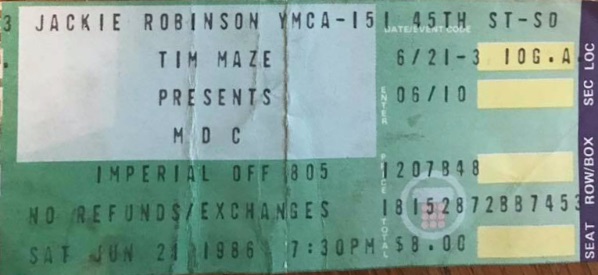 3 JACKIE ROBINSON YMCA-151 45TH ST-SO
TIM MAZE
PRESENTS
M D C
IMPERIAL OFF 805
NO REFUNDS/EXCHANGES
SAT JUN 21 1986 7:30PM
DATE/EVENT CODE
6/21-3 10G.A.
ENTER
06/10
PRICE
1207848
18152872887453
TOTAL
$8.00
SEC LOC
ROW/BOX
SEAT